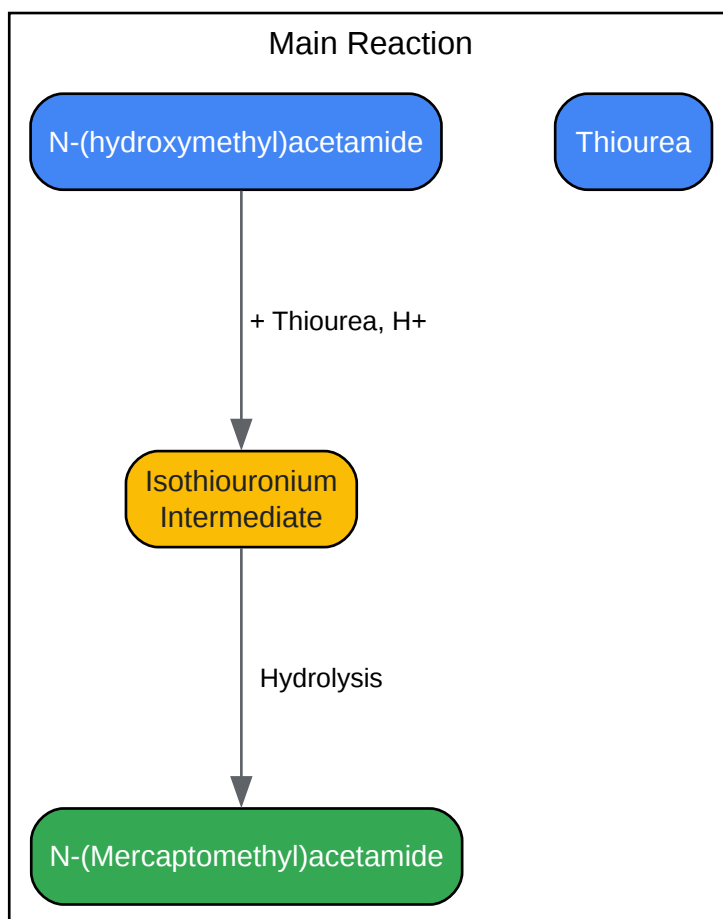 Main Reaction
N-(hydroxymethyl)acetamide
Thiourea
+ Thiourea, H+
Isothiouronium
Intermediate
Hydrolysis
N-(Mercaptomethyl)acetamide